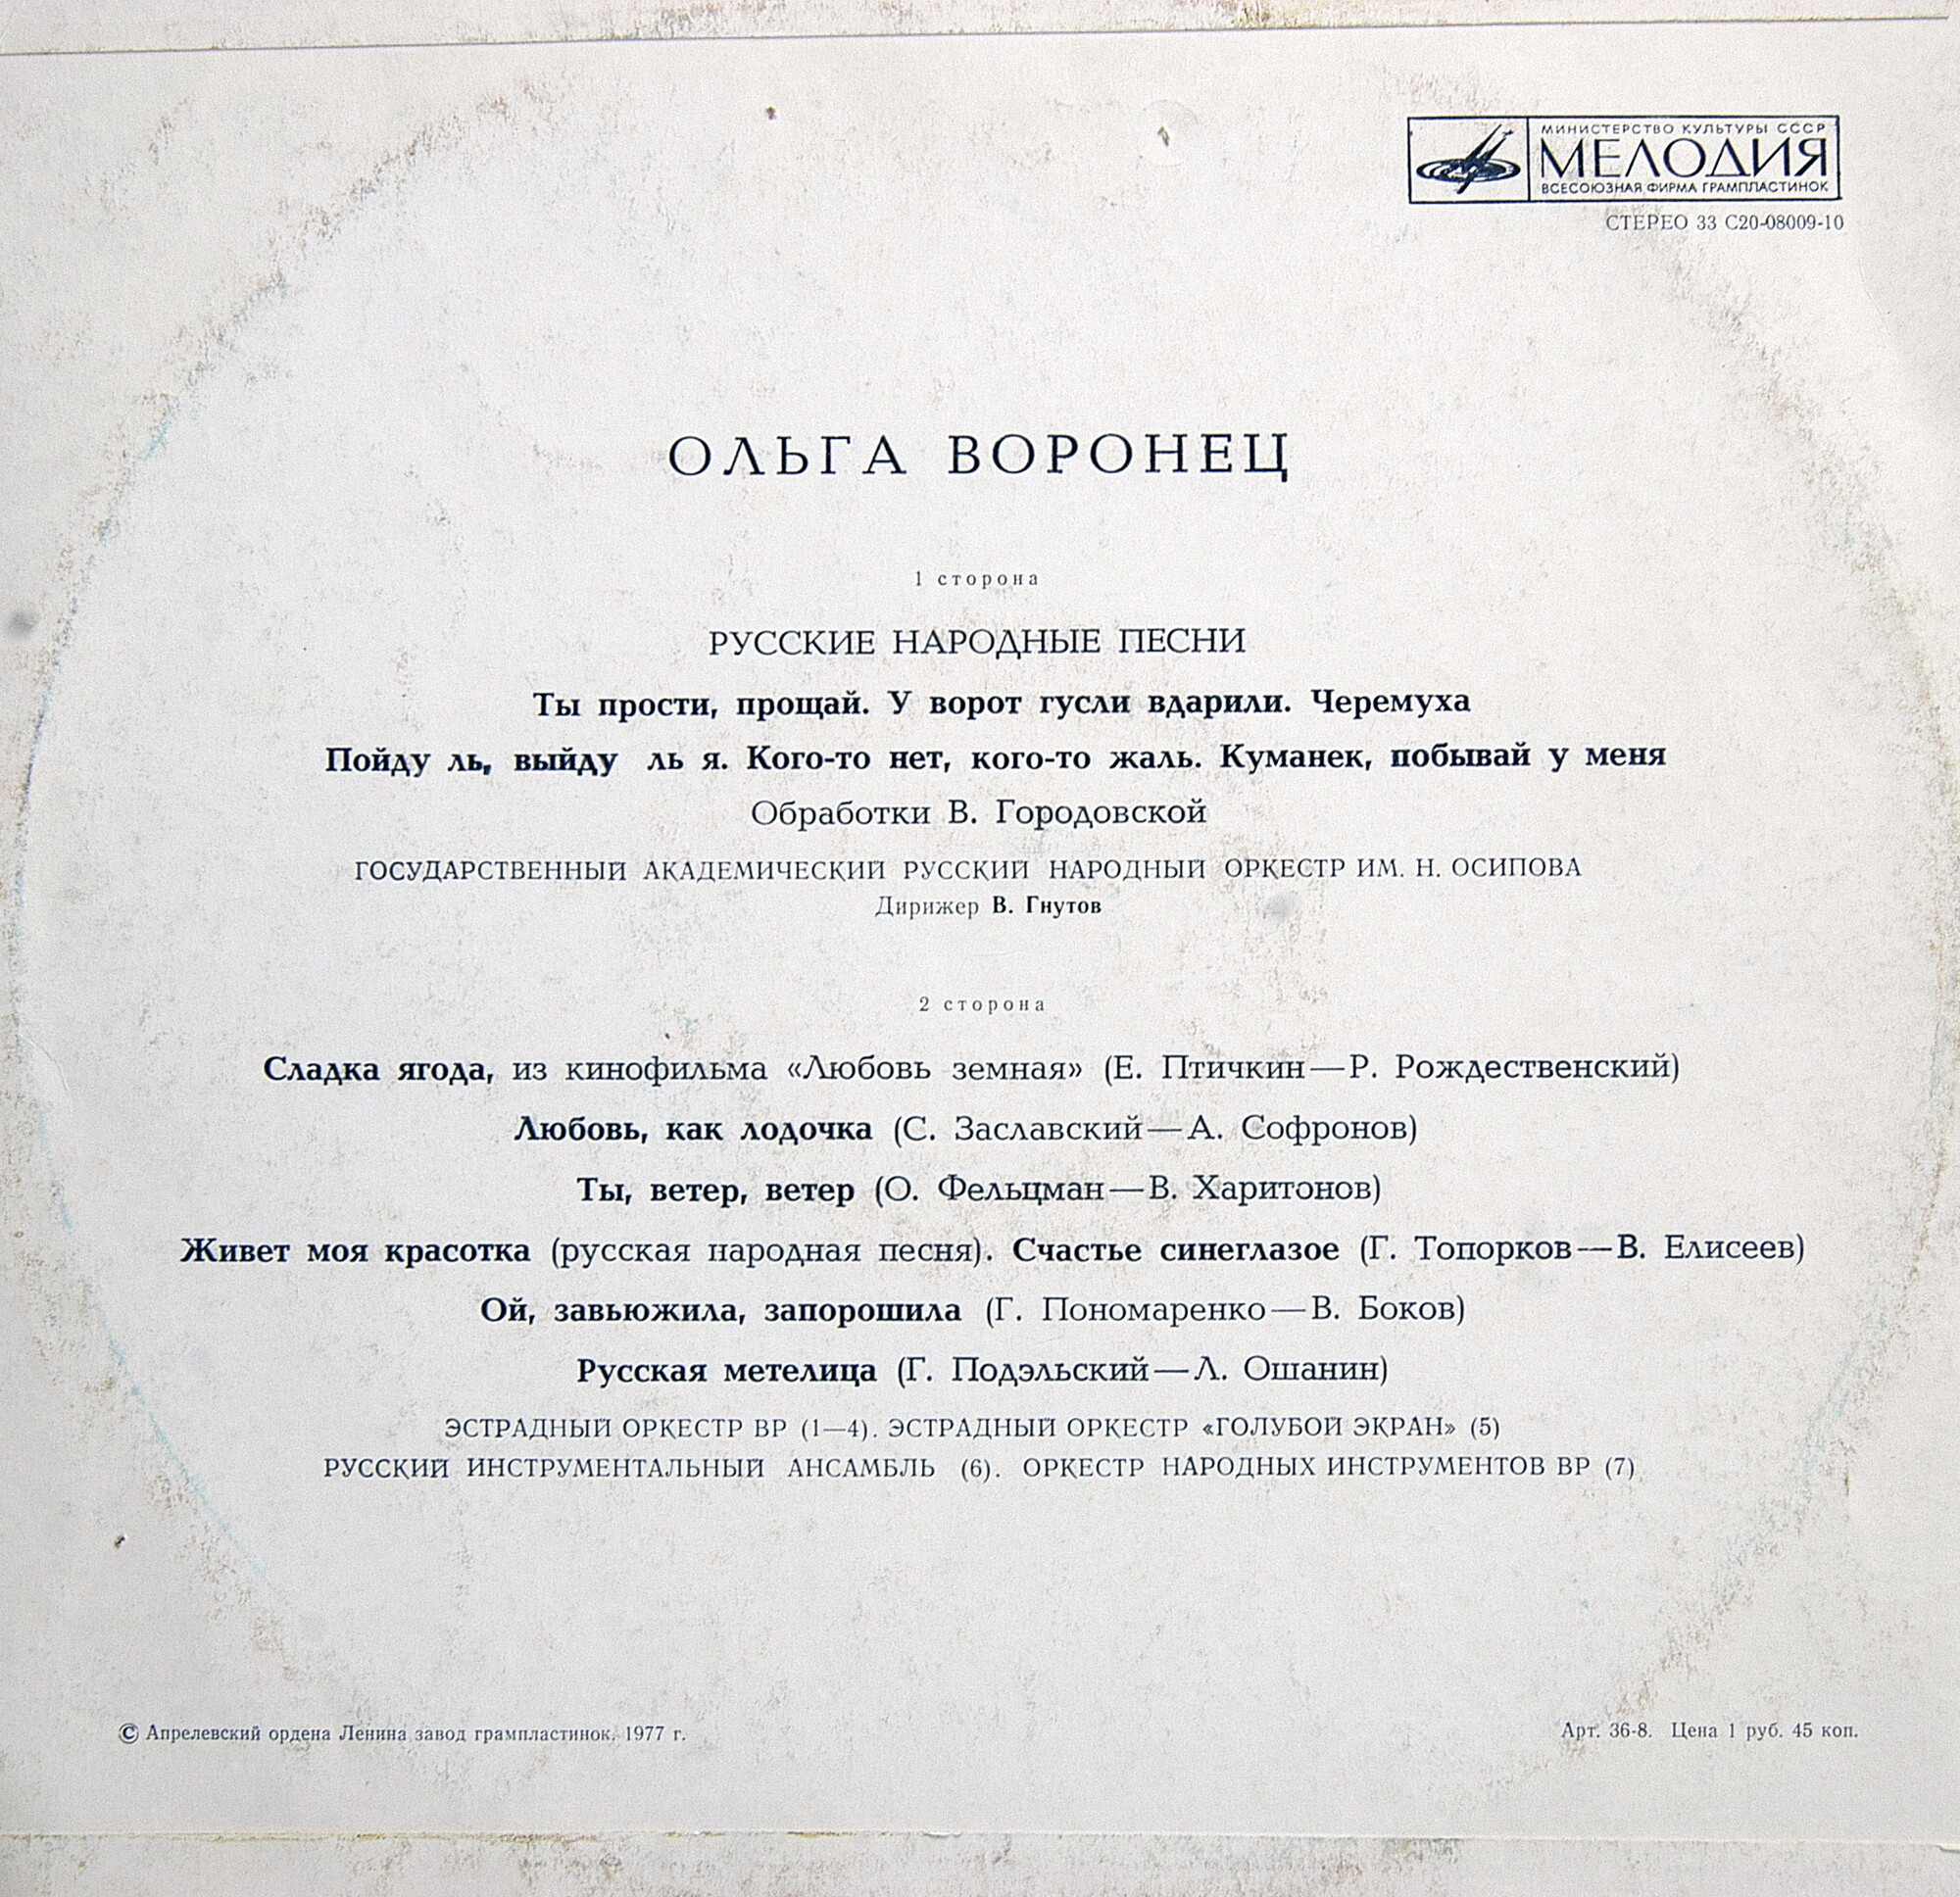 МИНИСТЕРСТВО КУЛЬТУРЫ СССР
МЕЛОДИЯ
ВСЕСОЮЗНАЯ ФИРМА ГРАМПЛАСТИНОК
СТЕРЕО 33 С20-08009-10
ОЛЬГА ВОРОНЕЦ
1 сторона
РУССКИЕ НАРОДНЫЕ ПЕСНИ
Ты прости, прощай. У ворот гусли вдарили. Черемуха
Пойду ль, выйду ль я. Кого-то нет, кого-то жаль. Куманек, побывай у меня
Обработки В. Городовской
ГОСУДАРСТВЕННЫЙ АКАДЕМИЧЕСКИЙ РУССКИЙ НАРОДНЫЙ ОРКЕСТР ИМ. Н. ОСИПОВА
Дирижер В. Гнутов
2 сторона
Сладка ягода, из кинофильма «Любовь земная» (Е. Птичкин—Р. Рождественский)
Любовь, как лодочка (С. Заславский—А. Софронов)
Ты, ветер, ветер (О. Фельцман—В. Харитонов)
Живет моя красотка (русская народная песня). Счастье синеглазое (Г. Топорков—В. Елисеев)
Ой, завьюжила, запорошила (Г. Пономаренко—В. Боков)
Русская метелица (Г. Подэльский—Л. Ошанин)
ЭСТРАДНЫЙ ОРКЕСТР ВР (1—4). ЭСТРАДНЫЙ ОРКЕСТР «ГОЛУБОЙ ЭКРАН» (5)
РУССКИЙ ИНСТРУМЕНТАЛЬНЫЙ АНСАМБЛЬ (6). ОРКЕСТР НАРОДНЫХ ИНСТРУМЕНТОВ ВР (7)
© Апрелевский ордена Ленина завод грампластинок. 1977 г.
Арт. 36-8. Цена 1 руб. 45 коп.